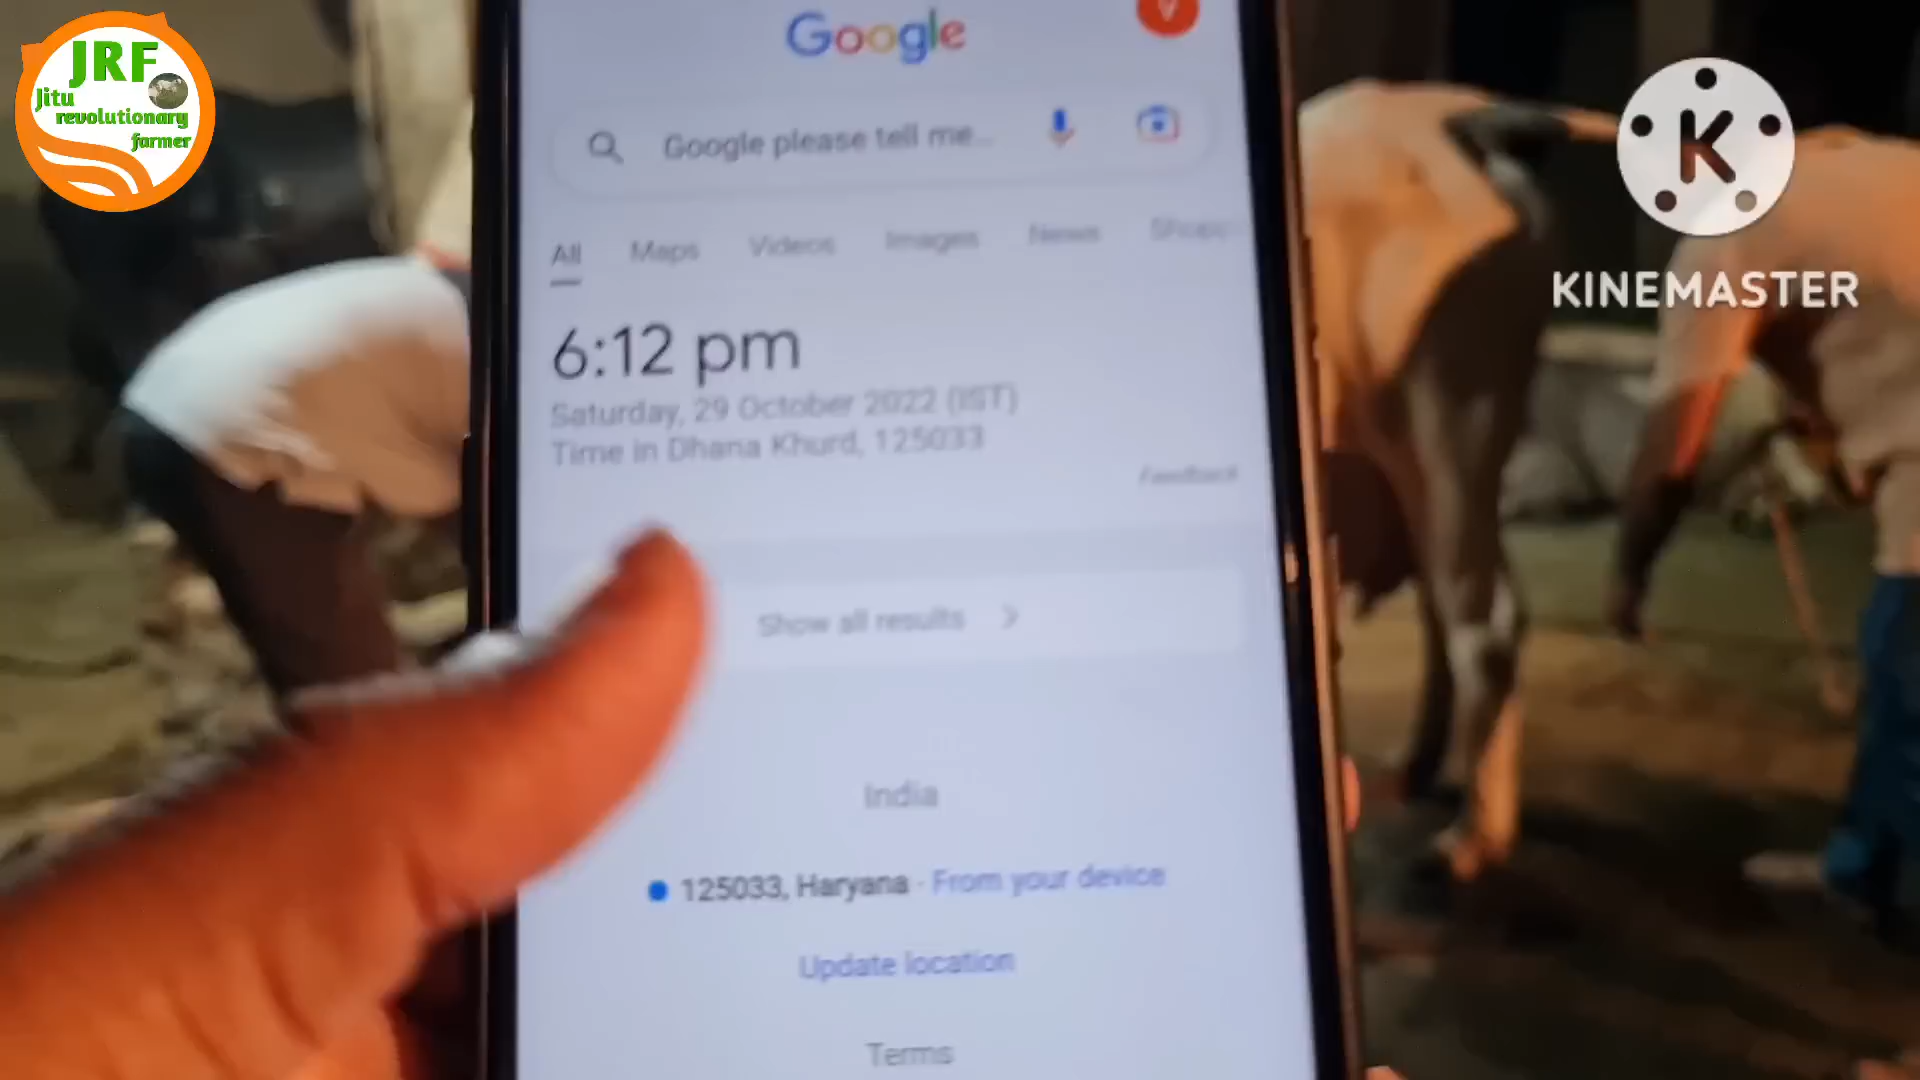 JRF
Jitu
revolutionary
farmer
Google
V
Google please tell me...
All Maps Videos Images News Shopp
6:12 pm
Saturday, 29 October 2022 (IST)
Time in Dhana Khurd, 125033
Feedback
Show all results
India
125033, Haryana · From your device
Update location
Terms
K
KINEMASTER